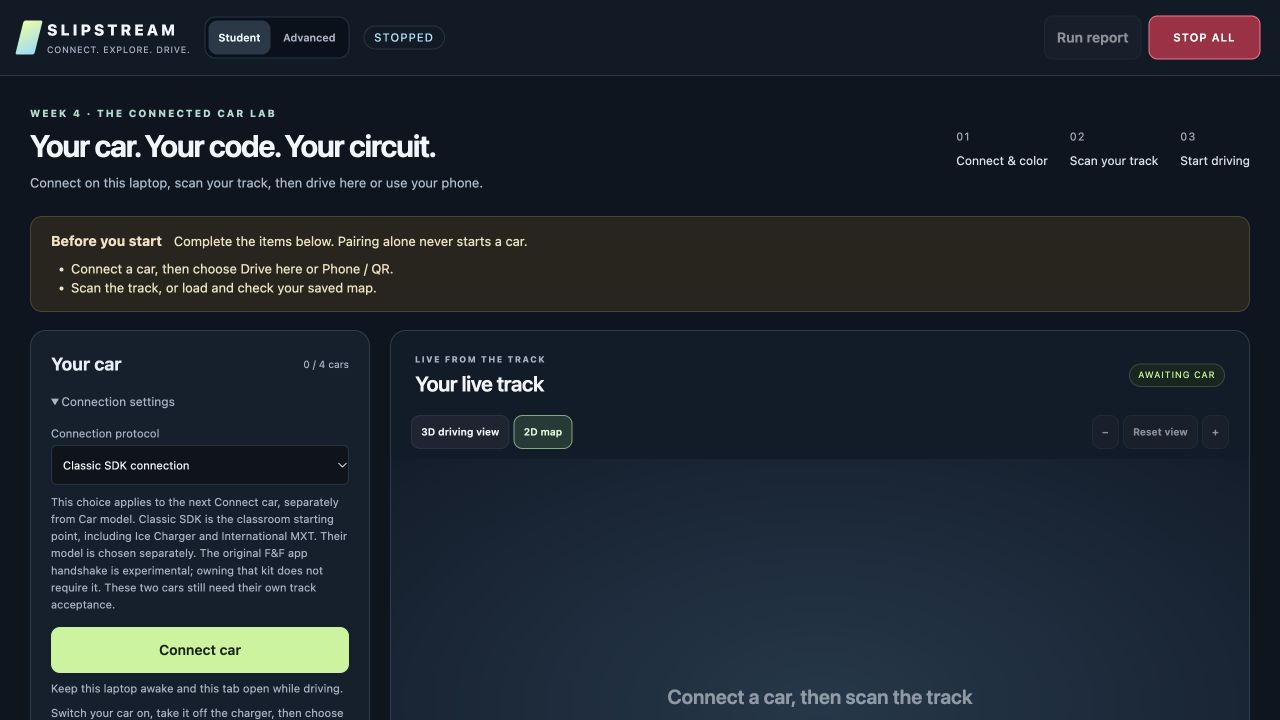 SLIPSTREAM
CONNECT. EXPLORE. DRIVE.
Student
Advanced
STOPPED
Run report
STOP ALL
WEEK 4 · THE CONNECTED CAR LAB
Your car. Your code. Your circuit.
Connect on this laptop, scan your track, then drive here or use your phone.
01
Connect & color
02
Scan your track
03
Start driving
Before you start Complete the items below. Pairing alone never starts a car.
• Connect a car, then choose Drive here or Phone / QR.
• Scan the track, or load and check your saved map.
Your car
0 / 4 cars
Connection settings
Connection protocol
Classic SDK connection
This choice applies to the next Connect car, separately
from Car model. Classic SDK is the classroom starting
point, including Ice Charger and International MXT. Their
model is chosen separately. The original F&F app
handshake is experimental; owning that kit does not
require it. These two cars still need their own track
acceptance.
Connect car
Keep this laptop awake and this tab open while driving.
Switch your car on, take it off the charger, then choose
LIVE FROM THE TRACK
Your live track
AWAITING CAR
3D driving view
2D map
−
Reset view
+
Connect a car, then scan the track